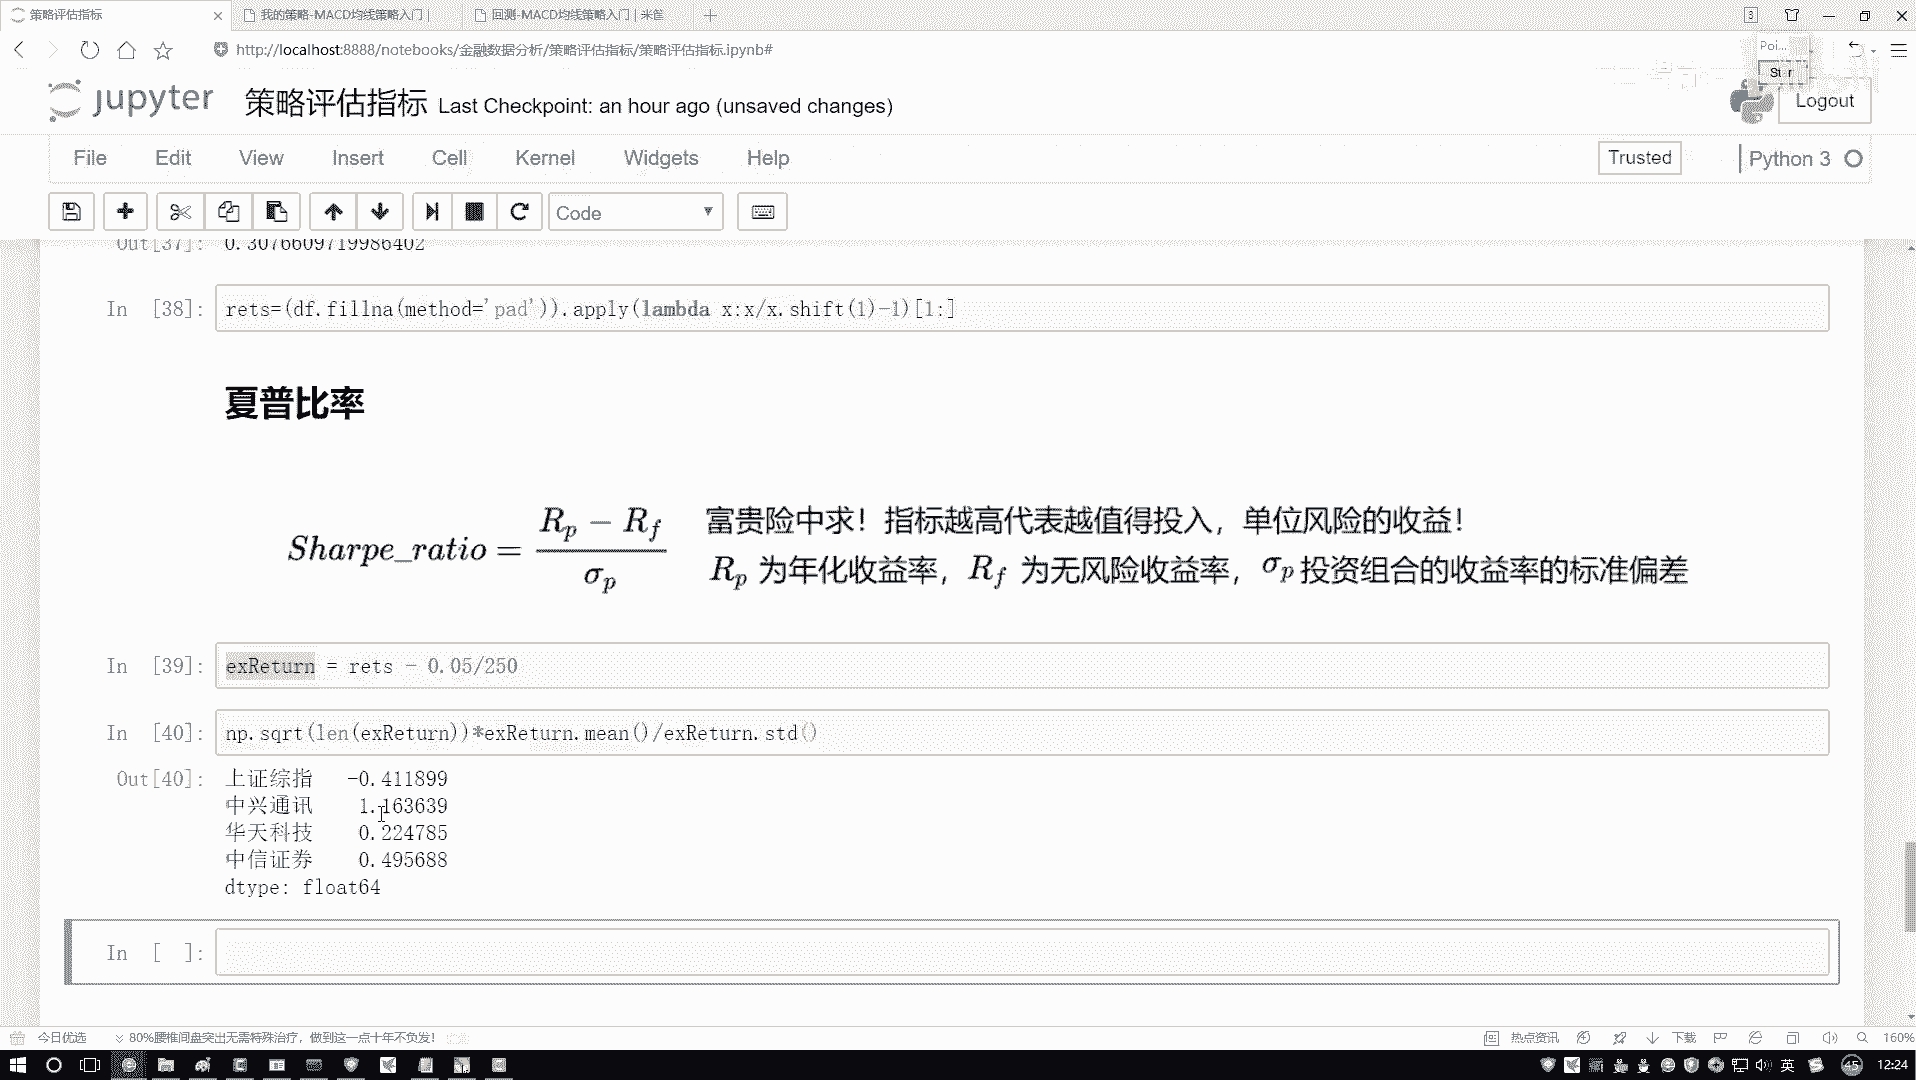 策略评估指标
我的策略-MACD均线策略入门 |
回测-MACD均线策略入门 | 米筐
3
http://localhost:8888/notebooks/金融数据分析/策略评估指标/策略评估指标.ipynb#
Poi...
jupyter
策略评估指标 Last Checkpoint: an hour ago (unsaved changes)
Logout
File Edit View Insert Cell Kernel Widgets Help
Trusted
Python 3
Code
Out[37]: 0.3076609719986402
In [38]: rets=(df.fillna(method='pad')).apply(lambda x:x/x.shift(1)-1)[1:]
夏普比率
Sharpe_ratio = (R_p − R_f) / σ_p
富贵险中求！指标越高代表越值得投入，单位风险的收益！
R_p 为年化收益率，R_f 为无风险收益率，σ_p 投资组合的收益率的标准偏差
In [39]: exReturn = rets - 0.05/250
In [40]: np.sqrt(len(exReturn))*exReturn.mean()/exReturn.std()
Out[40]: 上证综指 -0.411899
中兴通讯 1.163639
华天科技 0.224785
中信证券 0.495688
dtype: float64
In [ ]:
今日优选
80%腰椎间盘突出无需特殊治疗，做到这一点十年不负发！
热点资讯
下载
160%
英
45
12:24